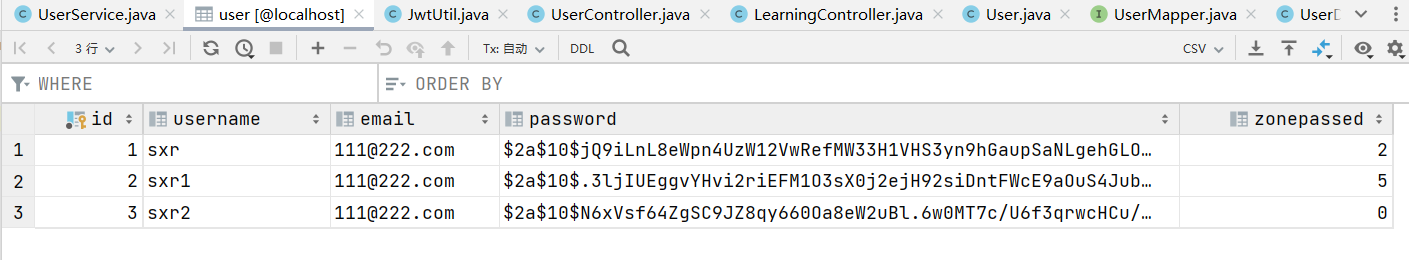 UserService.java user [@localhost] JwtUtil.java UserController.java LearningController.java User.java UserMapper.java UserD
3 行 Tx: 自动 DDL CSV
WHERE ORDER BY
id username email password zonepassed
1 1 sxr 111@222.com $2a$10$jQ9iLnL8eWpn4UzW12VwRefMW33H1VHS3yn9hGaupSaNLgehGLO… 2
2 2 sxr1 111@222.com $2a$10$.3ljIUEggvYHvi2riEFM1O3sX0j2ejH92siDntFWcE9aOuS4Jub… 5
3 3 sxr2 111@222.com $2a$10$N6xVsf64ZgSC9JZ8qy660Oa8eW2uBl.6w0MT7c/U6f3qrwcHCu/… 0